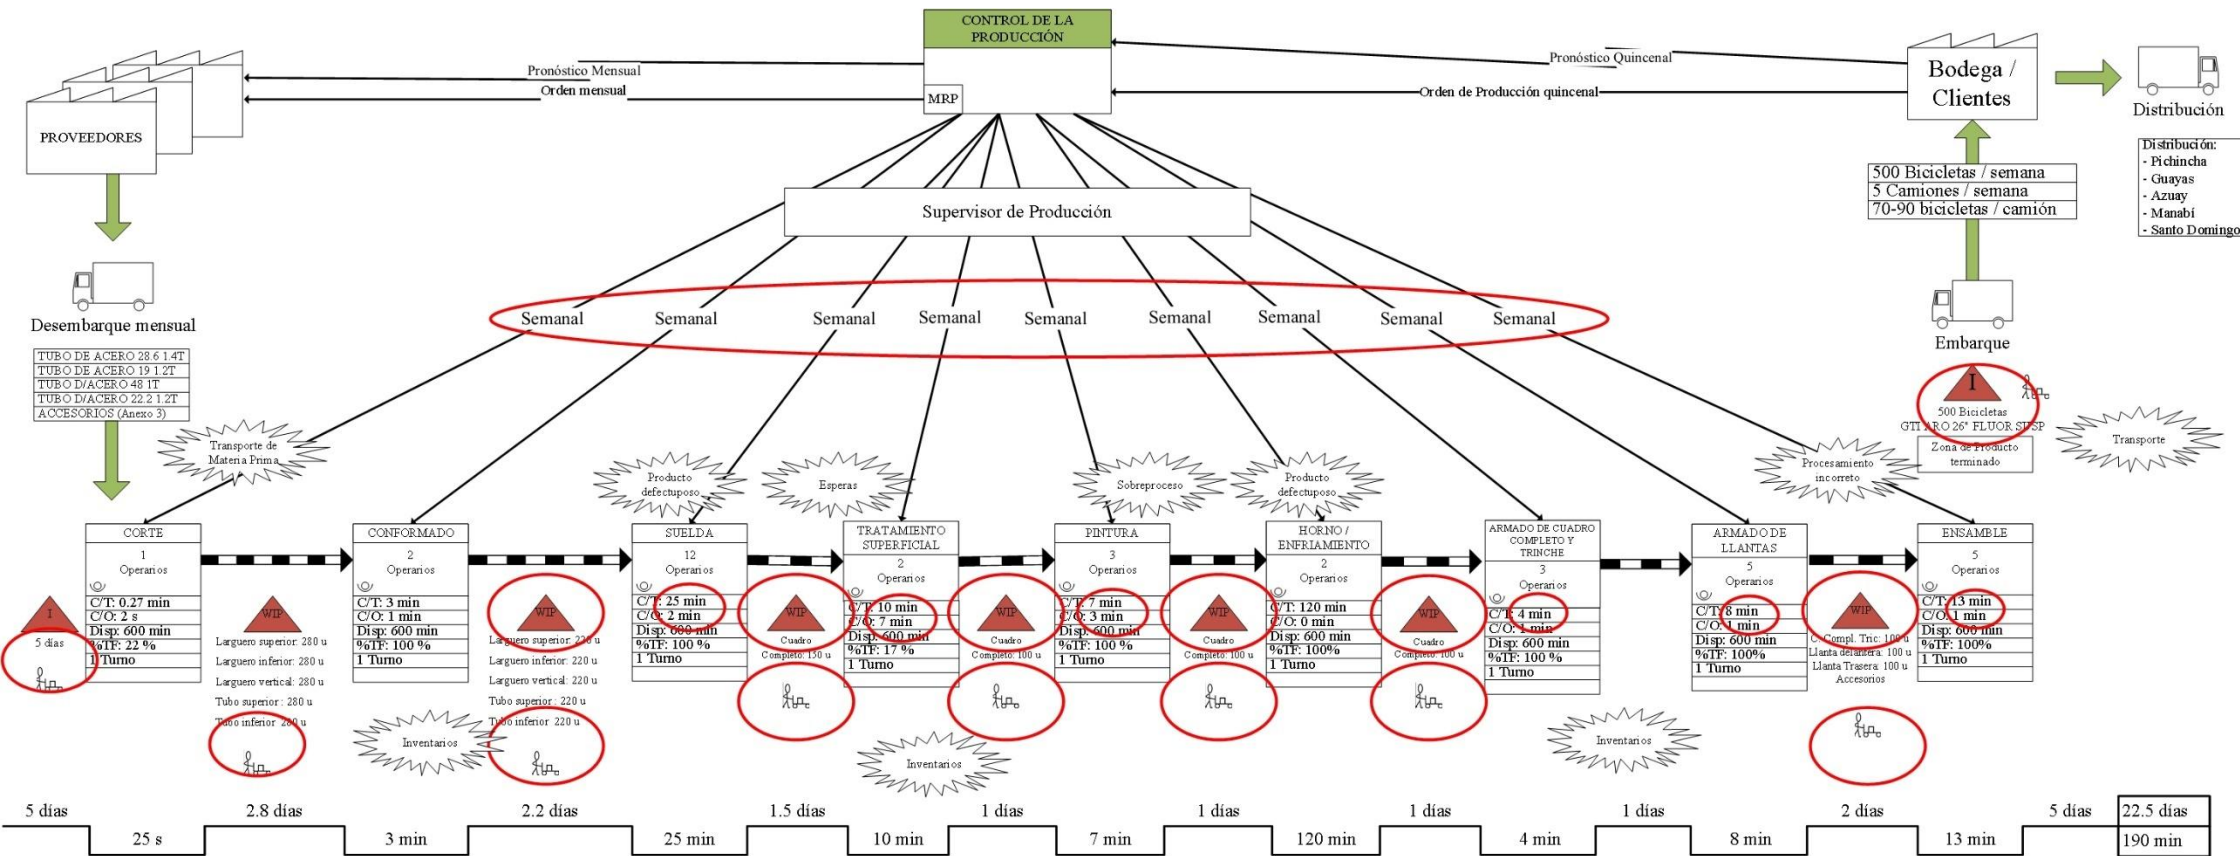 CONTROL DE LA
PRODUCCIÓN
MRP
Pronóstico Mensual
Orden mensual
Pronóstico Quincenal
Orden de Producción quincenal
PROVEEDORES
Bodega /
Clientes
Distribución
Distribución:
- Pichincha
- Guayas
- Azuay
- Manabí
- Santo Domingo
500 Bicicletas / semana
5 Camiones / semana
70-90 bicicletas / camión
Supervisor de Producción
Desembarque mensual
TUBO DE ACERO 28.6 1.4T
TUBO DE ACERO 19 1.2T
TUBO D/ACERO 48 1T
TUBO D/ACERO 22.2 1.2T
ACCESORIOS (Anexo 3)
Semanal
Semanal
Semanal
Semanal
Semanal
Semanal
Semanal
Semanal
Semanal
Embarque
I
500 Bicicletas
GTI ARO 26" FLUOR SUSP
Zona de Producto
terminado
Transporte
Transporte de
Materia Prima
Producto
defectuposo
Esperas
Sobreproceso
Producto
defectuposo
Procesamiento
incorreto
I
5 días
CORTE
1
Operarios
C/T: 0.27 min
C/O: 2 s
Disp: 600 min
%TF: 22 %
1 Turno
WIP
Larguero superior: 280 u
Larguero inferior: 280 u
Larguero vertical: 280 u
Tubo superior : 280 u
Tubo inferior 280 u
CONFORMADO
2
Operarios
C/T: 3 min
C/O: 1 min
Disp: 600 min
%TF: 100 %
1 Turno
Inventarios
WIP
Larguero superior: 220 u
Larguero inferior: 220 u
Larguero vertical: 220 u
Tubo superior : 220 u
Tubo inferior 220 u
SUELDA
12
Operarios
C/T: 25 min
C/O: 2 min
Disp: 600 min
%TF: 100 %
1 Turno
WIP
Cuadro
Completo: 150 u
TRATAMIENTO
SUPERFICIAL
2
Operarios
C/T: 10 min
C/O: 7 min
Disp: 600 min
%TF: 17 %
1 Turno
Inventarios
WIP
Cuadro
Completo: 100 u
PINTURA
3
Operarios
C/T: 7 min
C/O: 3 min
Disp: 600 min
%TF: 100 %
1 Turno
WIP
Cuadro
Completo: 100 u
HORNO /
ENFRIAMIENTO
2
Operarios
C/T: 120 min
C/O: 0 min
Disp: 600 min
%TF: 100%
1 Turno
WIP
Cuadro
Completo: 100 u
ARMADO DE CUADRO
COMPLETO Y
TRINCHE
3
Operarios
C/T: 4 min
C/O: 1 min
Disp: 600 min
%TF: 100 %
1 Turno
Inventarios
ARMADO DE
LLANTAS
5
Operarios
C/T: 8 min
C/O: 1 min
Disp: 600 min
%TF: 100%
1 Turno
WIP
C. Compl. Tric: 100 u
Llanta delantera: 100 u
Llanta Trasera: 100 u
Accesorios
ENSAMBLE
5
Operarios
C/T: 13 min
C/O: 1 min
Disp: 600 min
%TF: 100%
1 Turno
5 días
2.8 días
2.2 días
1.5 días
1 días
1 días
1 días
1 días
2 días
5 días
22.5 días
25 s
3 min
25 min
10 min
7 min
120 min
4 min
8 min
13 min
190 min